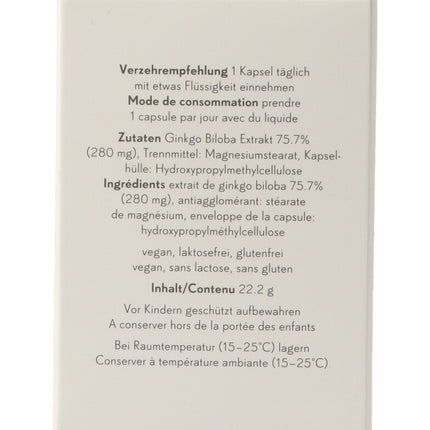 Verzehrempfehlung 1 Kapsel täglich
mit etwas Flüssigkeit einnehmen
Mode de consommation prendre
1 capsule par jour avec du liquide
Zutaten Ginkgo Biloba Extrakt 75.7%
(280 mg), Trennmittel: Magnesiumstearat, Kapsel-
hülle: Hydroxypropylmethylcellulose
Ingrédients extrait de ginkgo biloba 75.7%
(280 mg), antiagglomérant: stéarate
de magnésium, enveloppe de la capsule:
hydroxypropylméthylcellulose
vegan, laktosefrei, glutenfrei
vegan, sans lactose, sans gluten
Inhalt/Contenu 22.2 g
Vor Kindern geschützt aufbewahren
A conserver hors de la portée des enfants
Bei Raumtemperatur (15–25°C) lagern
Conserver à température ambiante (15–25°C)